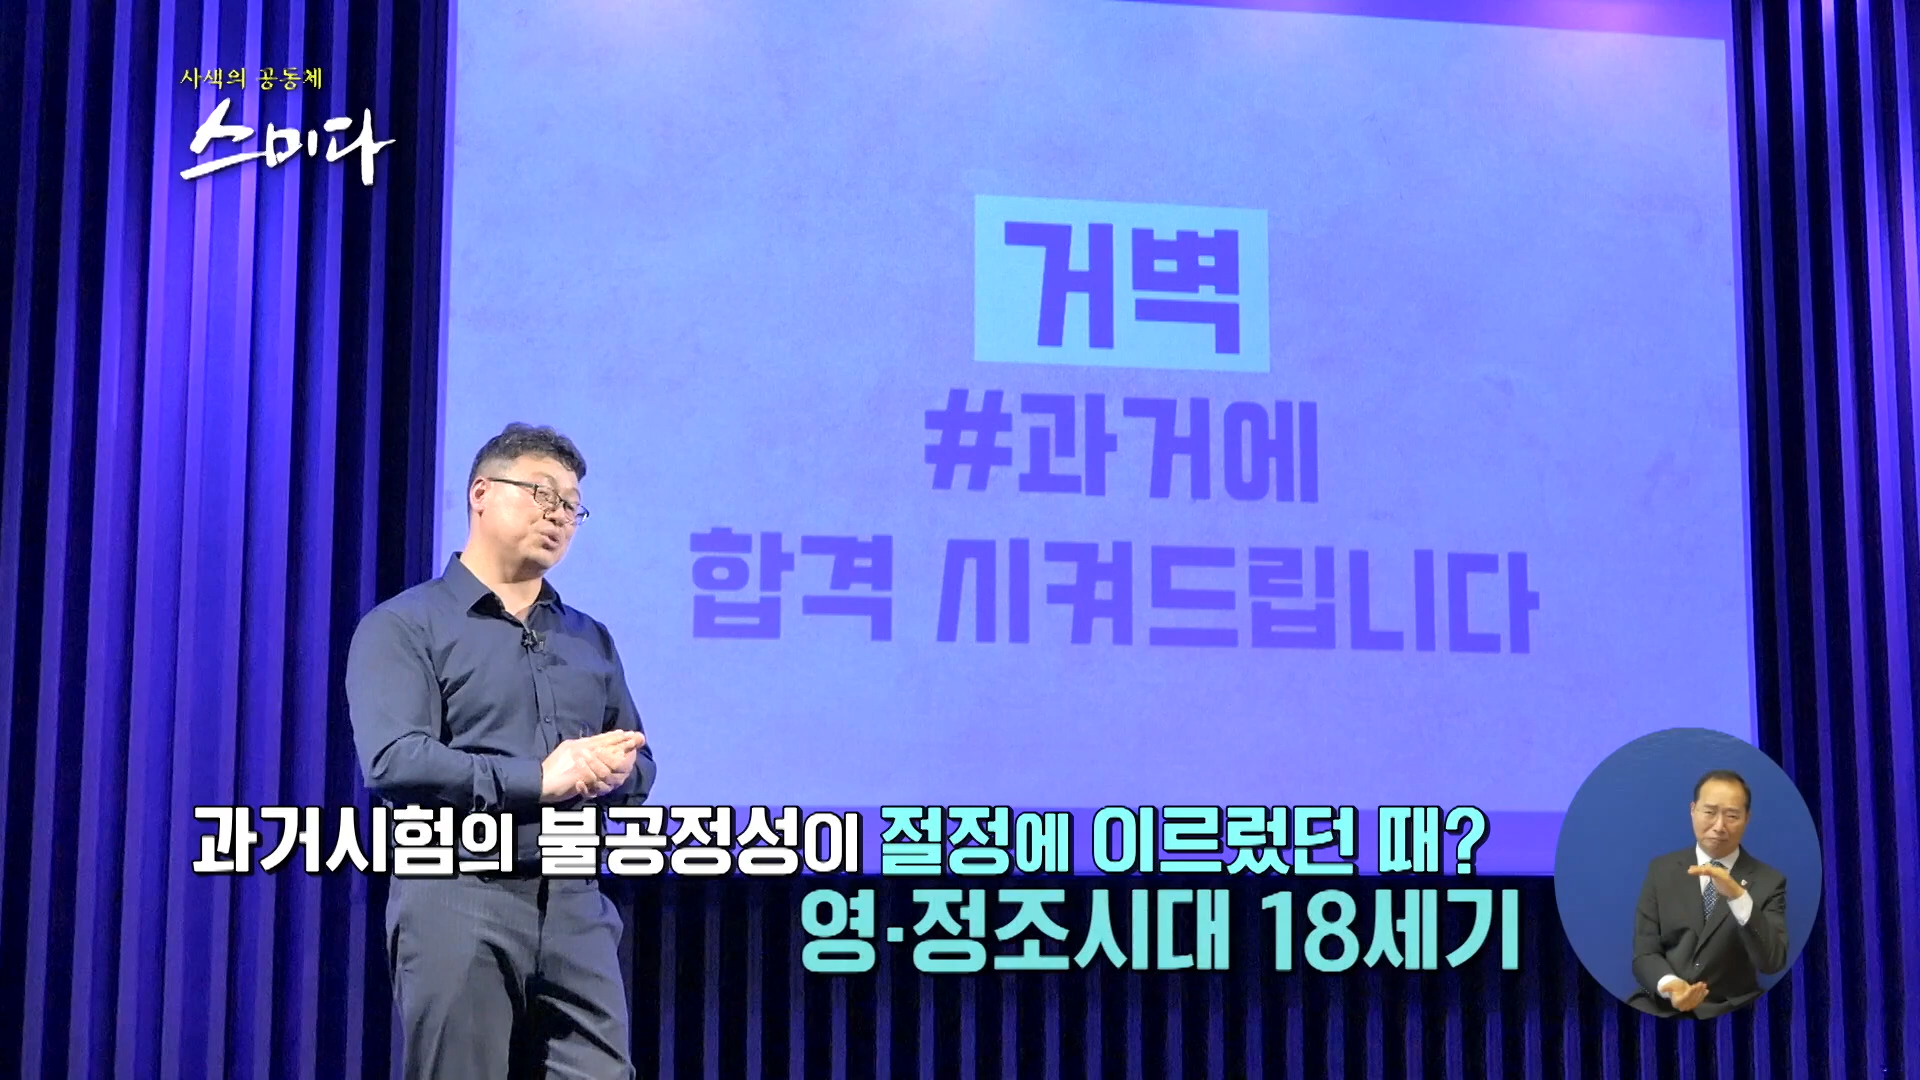 사색의 공동체
스미다
거벽
#과거에
합격 시켜드립니다
과거시험의 불공정성이 절정에 이르렀던 때?
영·정조시대 18세기